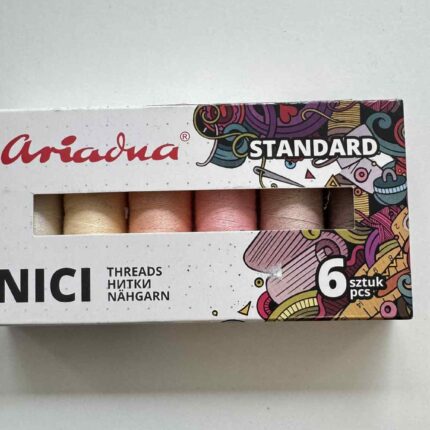 Ariadna®
STANDARD
NICI
THREADS
НИТКИ
NÄHGARN
6 sztuk
pcs